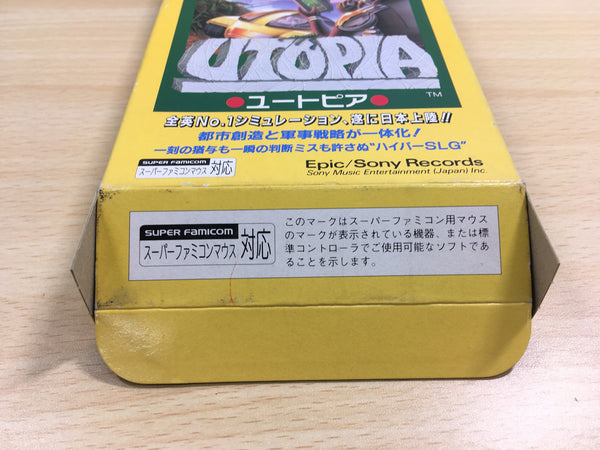 UTOPIA
TM
●ユートピア●
全英No.1シミュレーション、遂に日本上陸!!
都市創造と軍事戦略が一体化!
一刻の猶与も一瞬の判断ミスも許さぬ"ハイパーSLG"
SUPER FAMICOM
スーパーファミコンマウス 対応
Epic/Sony Records
Sony Music Entertainment (Japan) Inc.
SUPER FAMICOM
スーパーファミコンマウス 対応
このマークはスーパーファミコン用マウス
のマークが表示されている機器、または標
準コントローラでご使用可能なソフトであ
ることを示します。